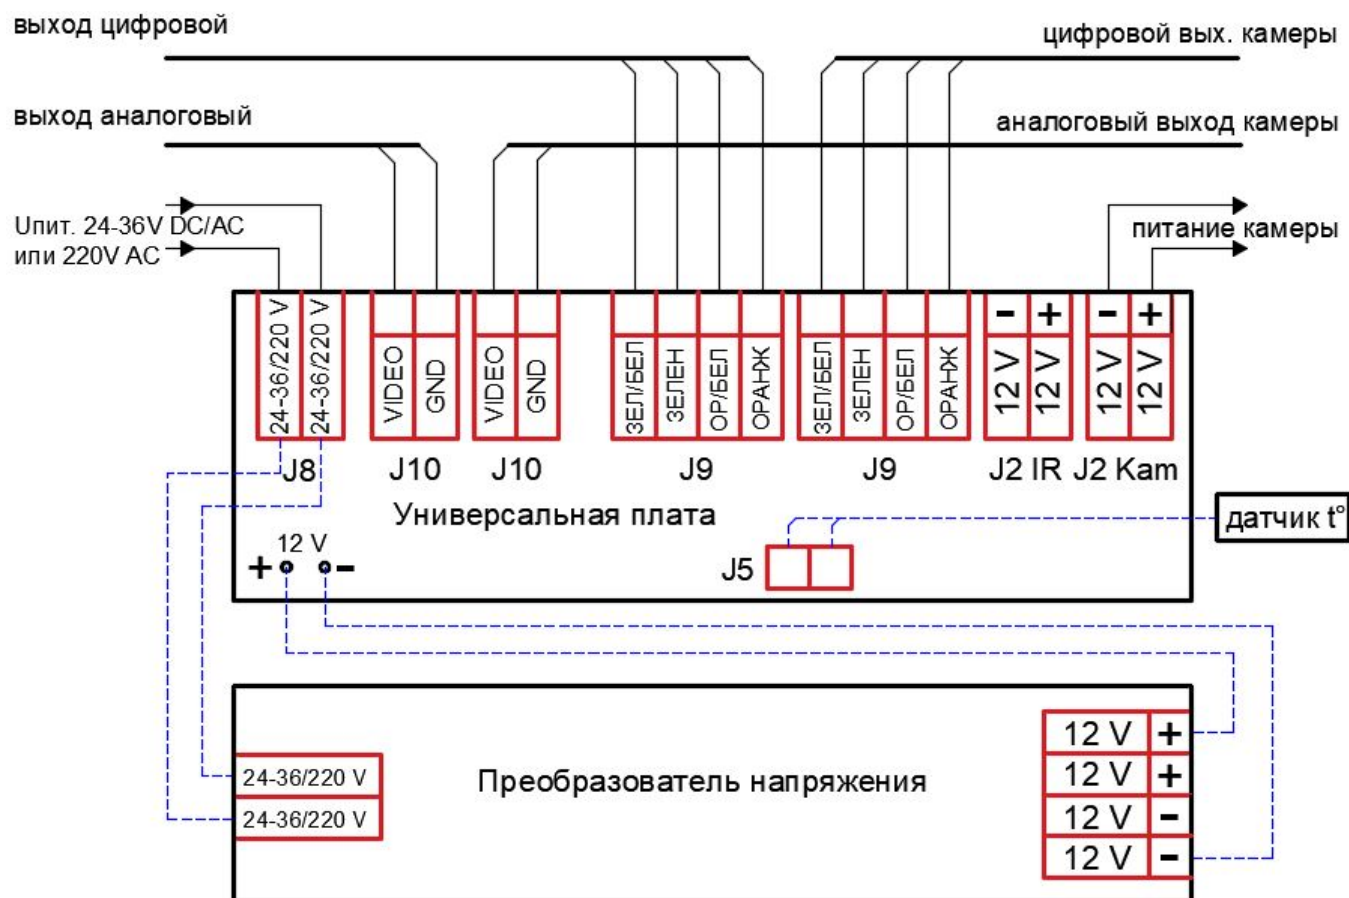 выход цифровой
цифровой вых. камеры
выход аналоговый
аналоговый выход камеры
Uпит. 24-36V DC/AC
или 220V AC
питание камеры
24-36/220 V
24-36/220 V
VIDEO
GND
VIDEO
GND
ЗЕЛ/БЕЛ
ЗЕЛЕН
ОР/БЕЛ
ОРАНЖ
ЗЕЛ/БЕЛ
ЗЕЛЕН
ОР/БЕЛ
ОРАНЖ
- +
12 V
12 V
- +
12 V
12 V
J8
J10
J10
J9
J9
J2 IR
J2 Kam
Универсальная плата
датчик t°
+ 12 V -
J5
24-36/220 V
24-36/220 V
Преобразователь напряжения
12 V +
12 V +
12 V -
12 V -